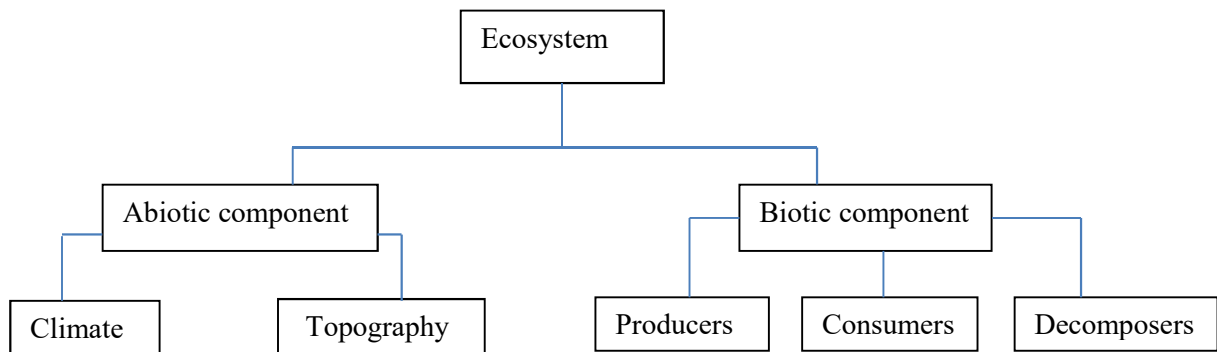 Ecosystem
Abiotic component
Biotic component
Climate
Topography
Producers
Consumers
Decomposers